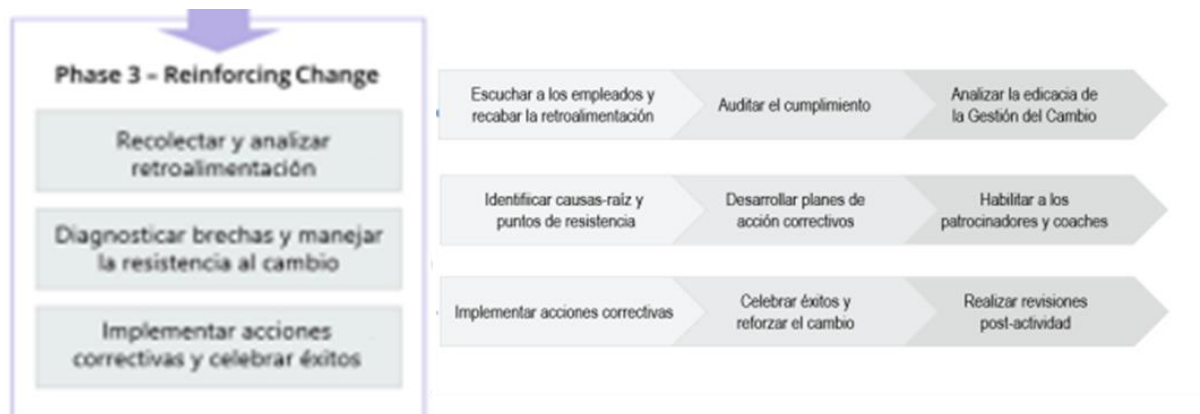 Phase 3 – Reinforcing Change
Recolectar y analizar
retroalimentación
Escuchar a los empleados y
recabar la retroalimentación
Auditar el cumplimiento
Analizar la edicacia de
la Gestión del Cambio
Diagnosticar brechas y manejar
la resistencia al cambio
Identifiicar causas-raíz y
puntos de resistencia
Desarrollar planes de
acción correctivos
Habilitar a los
patrocinadores y coaches
Implementar acciones
correctivas y celebrar éxitos
Implementar acciones correctivas
Celebrar éxitos y
reforzar el cambio
Realizar revisiones
post-actividad